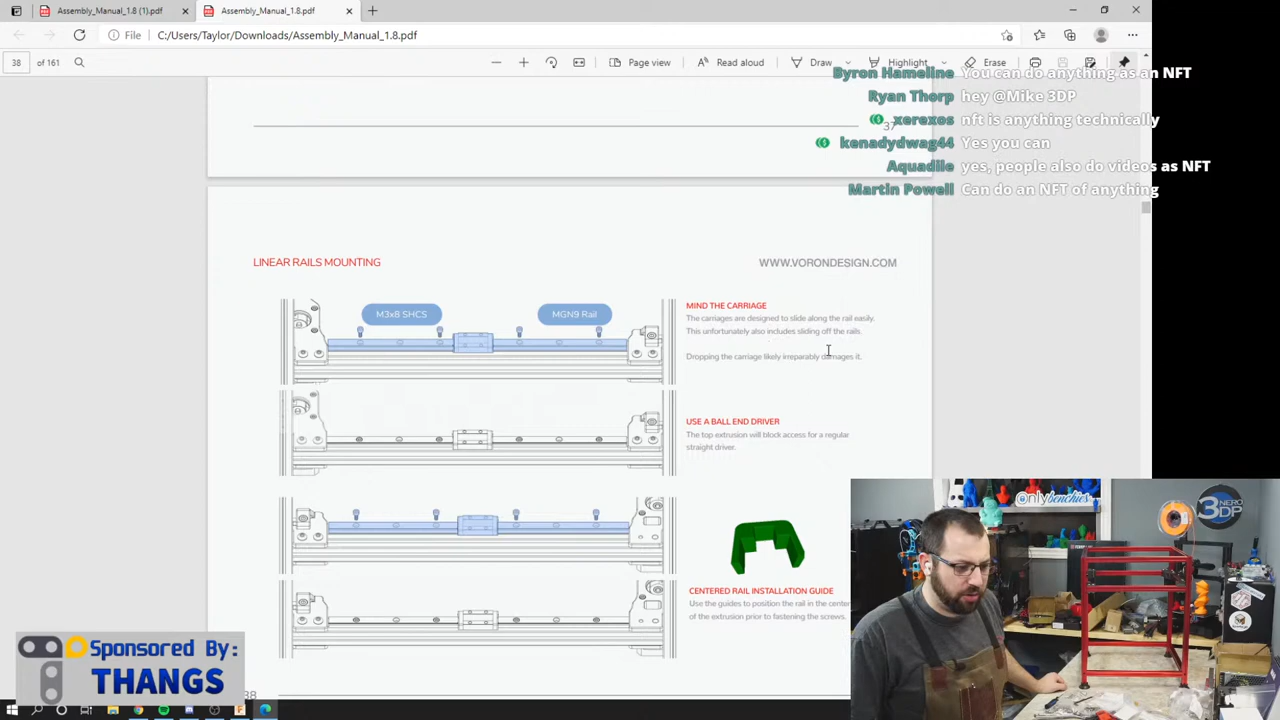 Assembly_Manual_1.8 (1).pdf
Assembly_Manual_1.8.pdf
File
C:/Users/Taylor/Downloads/Assembly_Manual_1.8.pdf
38 of 161
Page view
Read aloud
Draw
Highlight
Erase
Byron Hameline You can do anything as an NFT
Ryan Thorp hey @Mike 3DP
xerexos nft is anything technically
kenadydwag44 Yes you can
Aquadile yes, people also do videos as NFT
Martin Powell Can do an NFT of anything
37
LINEAR RAILS MOUNTING
WWW.VORONDESIGN.COM
M3x8 SHCS
MGN9 Rail
MIND THE CARRIAGE
The carriages are designed to slide along the rail easily.
This unfortunately also includes sliding off the rails.
Dropping the carriage likely irreparably damages it.
USE A BALL END DRIVER
The top extrusion will block access for a regular
straight driver.
CENTERED RAIL INSTALLATION GUIDE
Use the guides to position the rail in the center
of the extrusion prior to fastening the screws.
38
Sponsored By:
THANGS
Onlybenchies
NERO
3DP